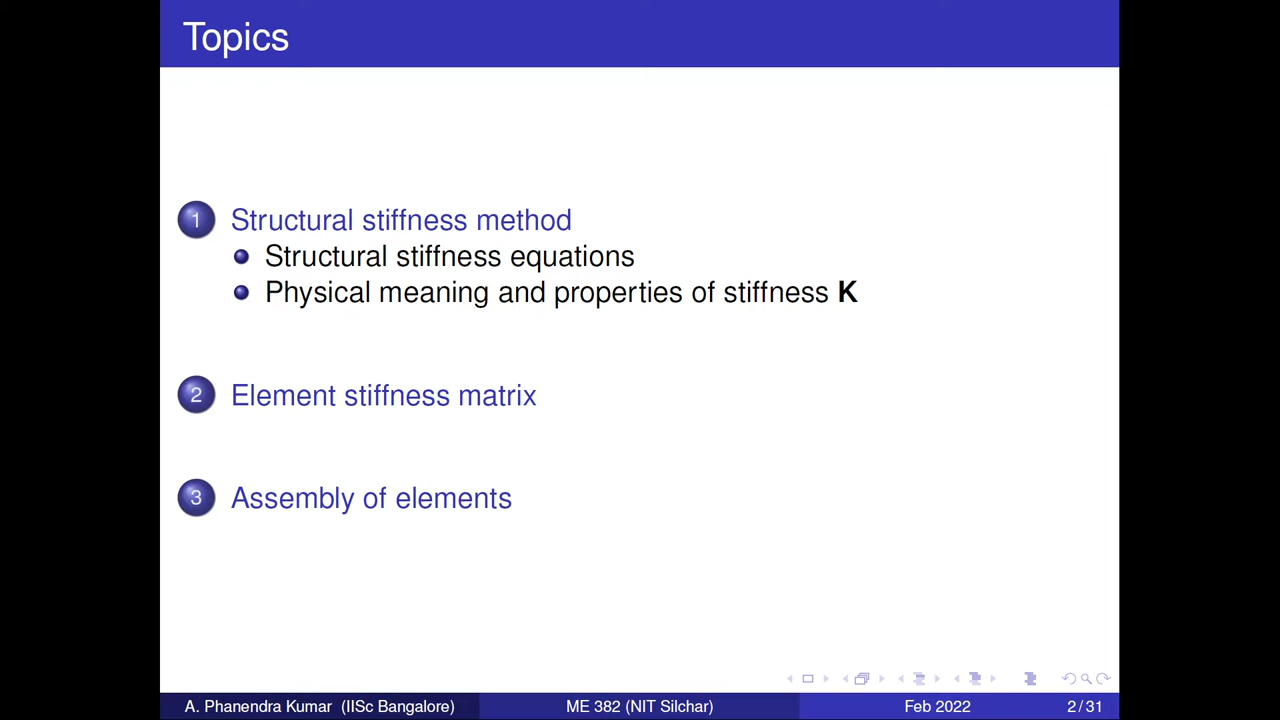 Topics
1 Structural stiffness method
Structural stiffness equations
Physical meaning and properties of stiffness K
2 Element stiffness matrix
3 Assembly of elements
A. Phanendra Kumar (IISc Bangalore) ME 382 (NIT Silchar) Feb 2022 2 / 31